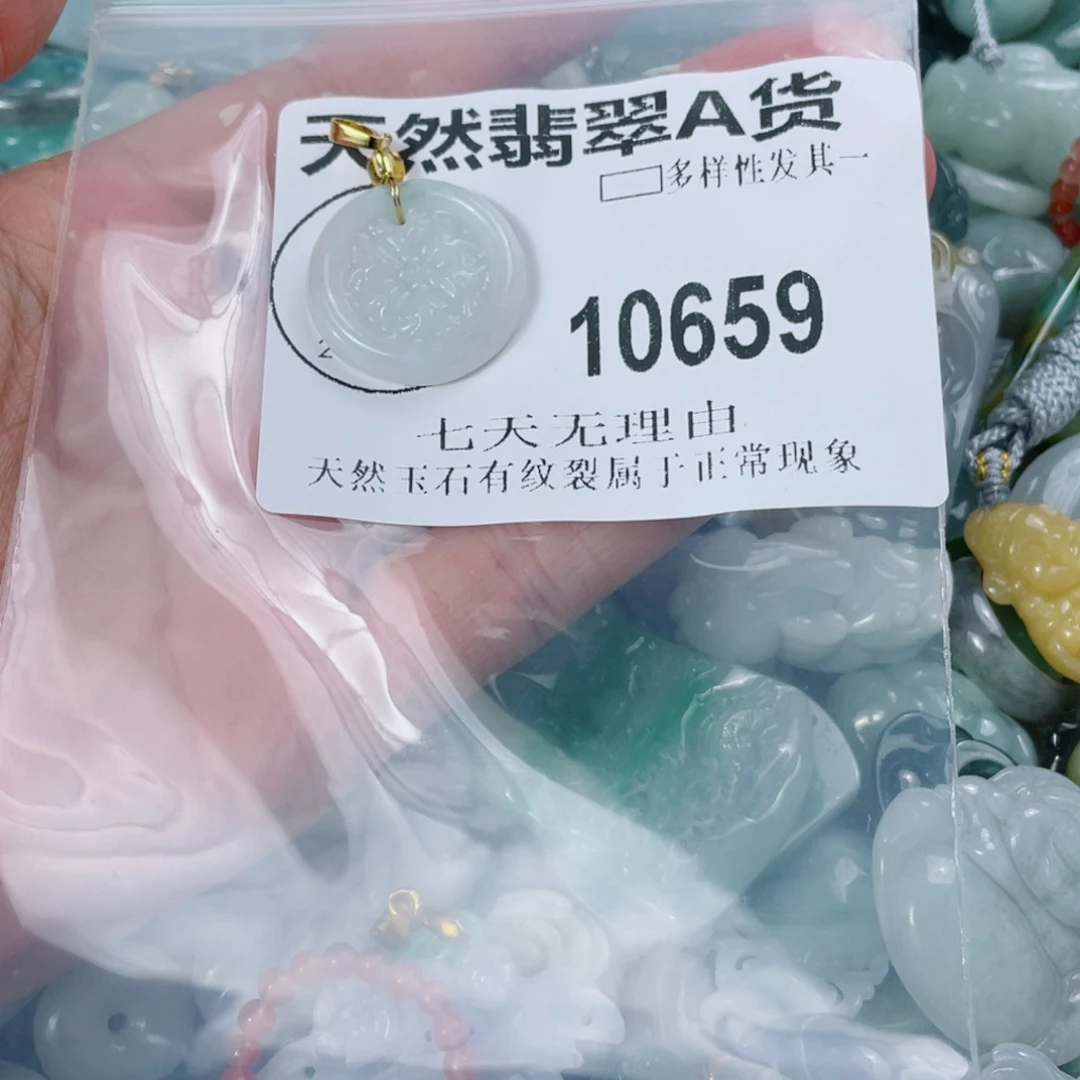 天然翡翠A货
多样性发其一
10659
七天无理由
天然玉石有纹裂属于正常现象